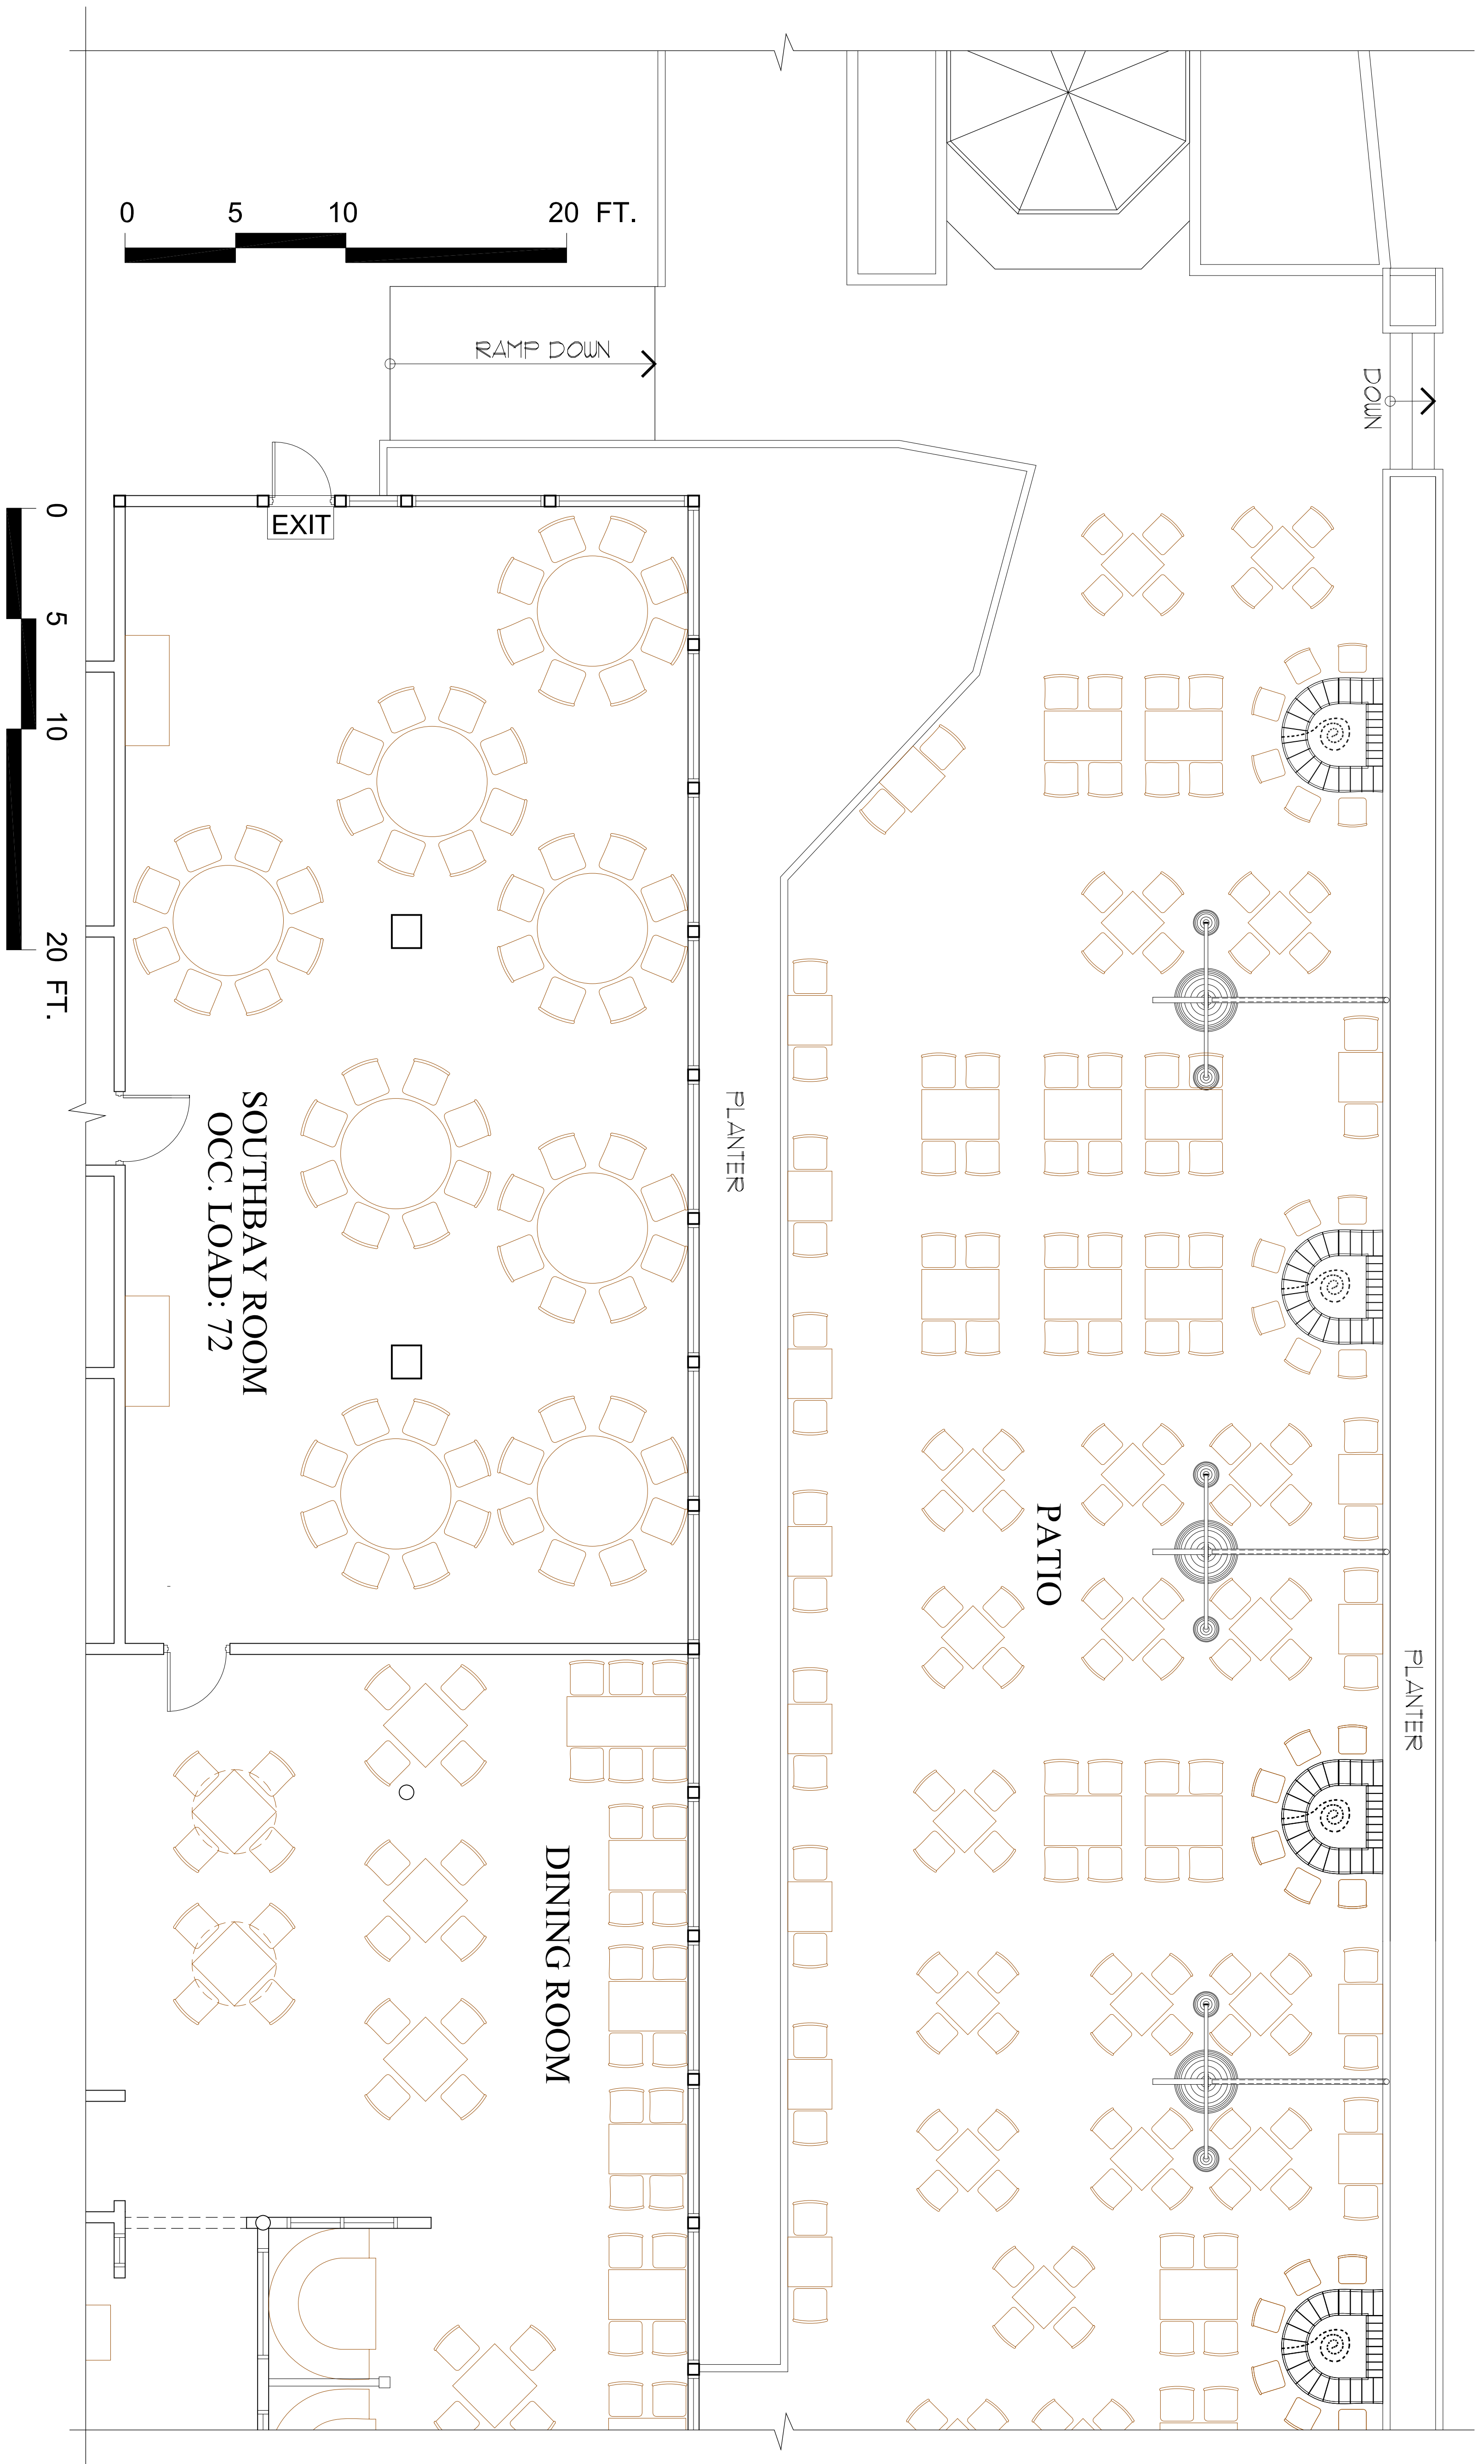 0 5 10 20 FT.
RAMP DOWN
DOWN
EXIT
0 5 10 20 FT.
SOUTHBAY ROOM
OCC. LOAD: 72
PLANTER
PATIO
PLANTER
DINING ROOM